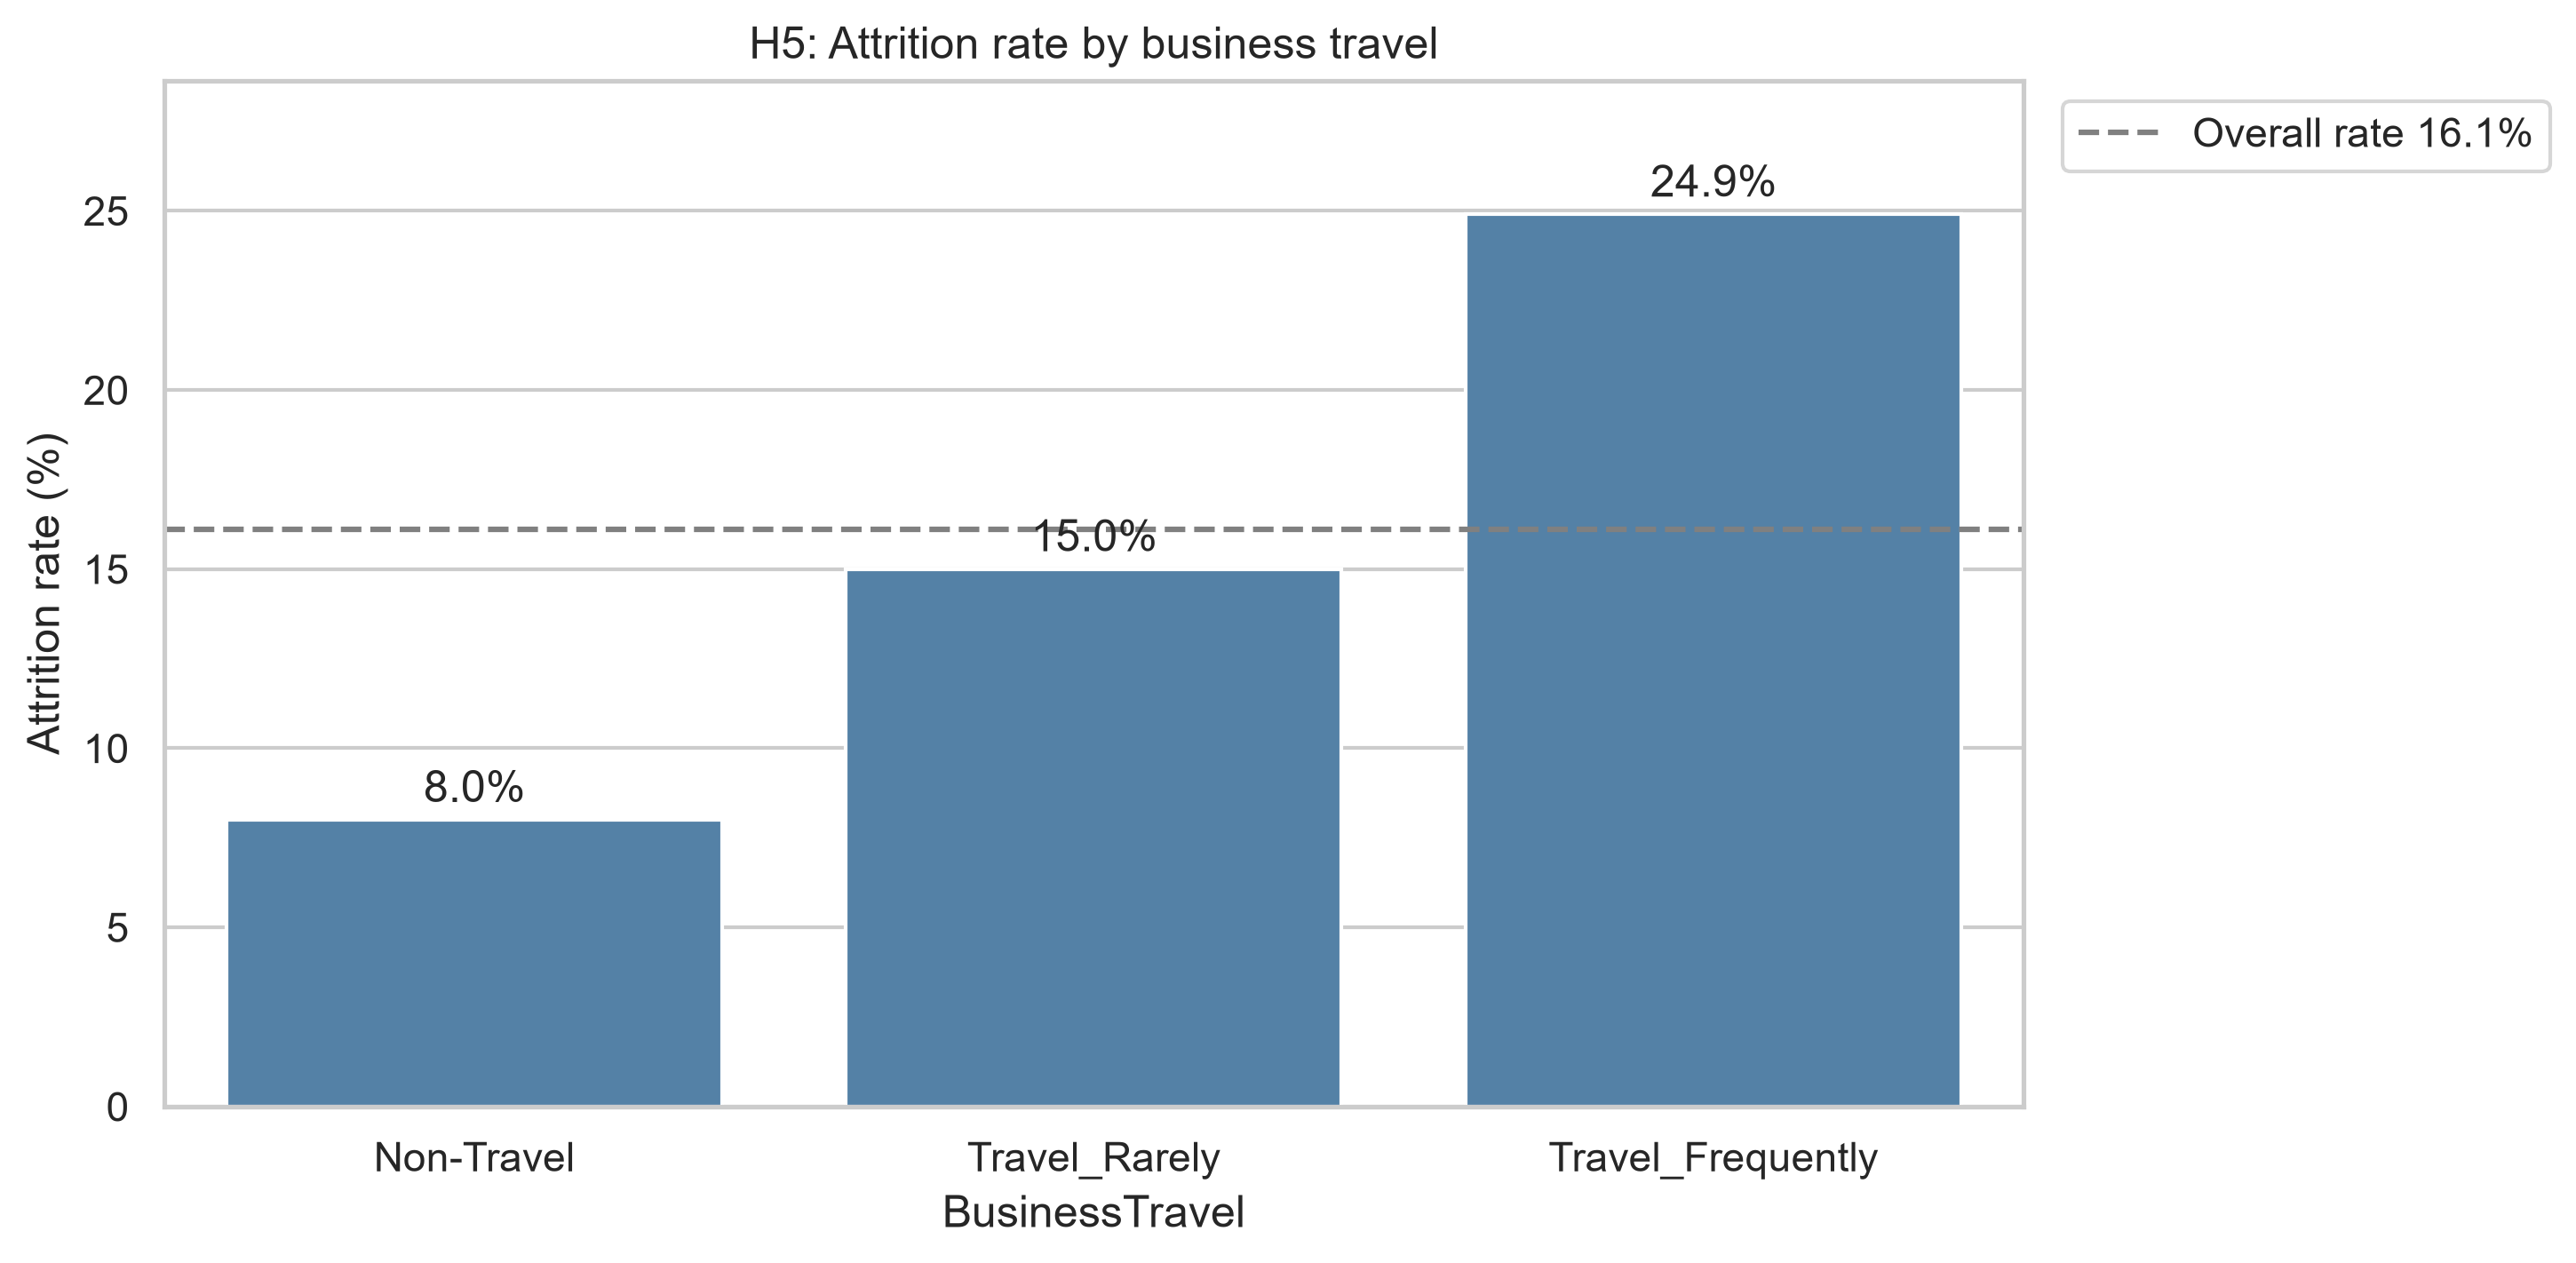 H5: Attrition rate by business travel
Overall rate 16.1%
Attrition rate (%)
25
20
15
10
5
0
8.0%
15.0%
24.9%
Non-Travel
Travel_Rarely
Travel_Frequently
BusinessTravel